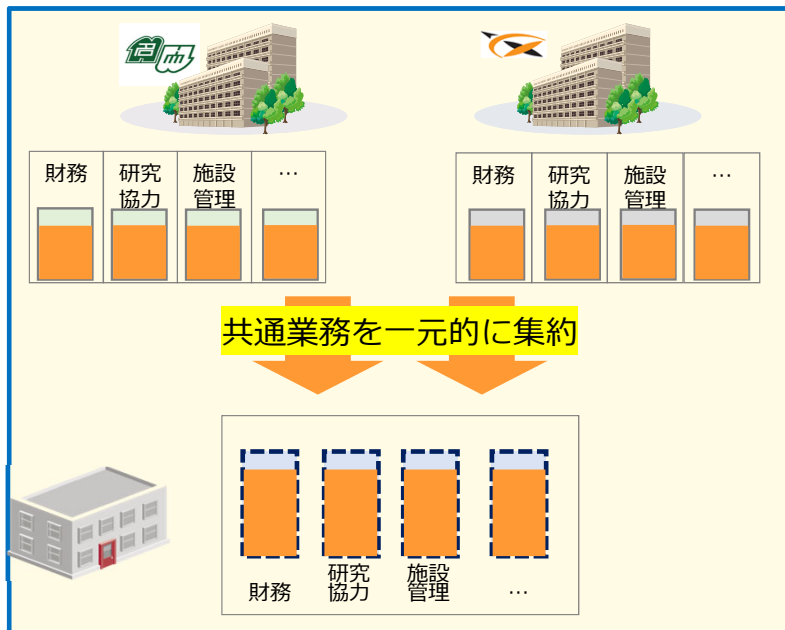 財務
研究
協力
施設
管理
…
財務
研究
協力
施設
管理
…
共通業務を一元的に集約
財務
研究
協力
施設
管理
…